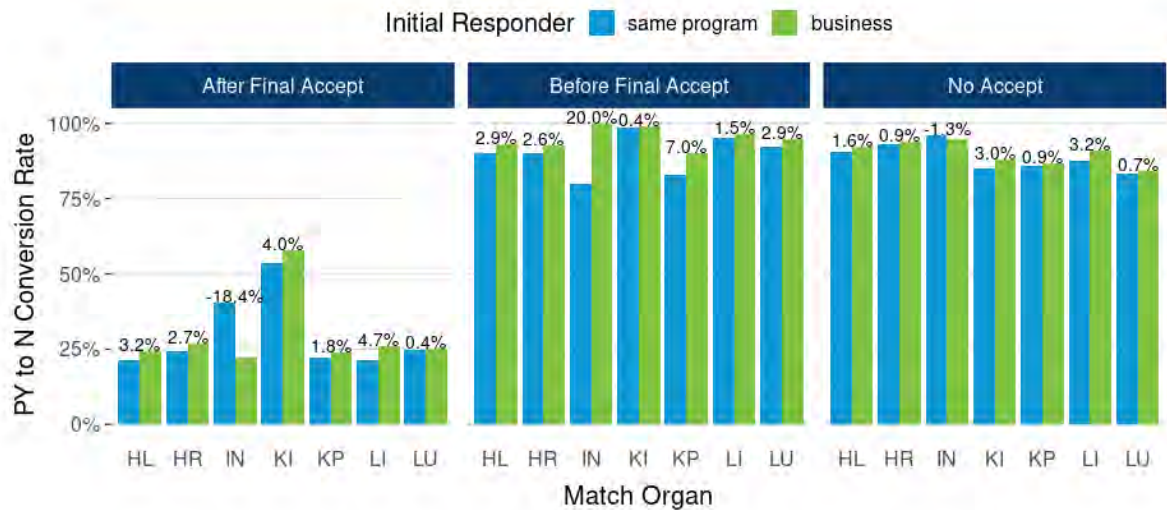 Initial Responder same program business
After Final Accept Before Final Accept No Accept
PY to N Conversion Rate
100%
75%
50%
25%
0%
3.2% 2.7% -18.4% 4.0% 1.8% 4.7% 0.4%
2.9% 2.6% 20.0% 0.4% 7.0% 1.5% 2.9%
1.6% 0.9% -1.3% 3.0% 0.9% 3.2% 0.7%
HL HR IN KI KP LI LU HL HR IN KI KP LI LU HL HR IN KI KP LI LU
Match Organ